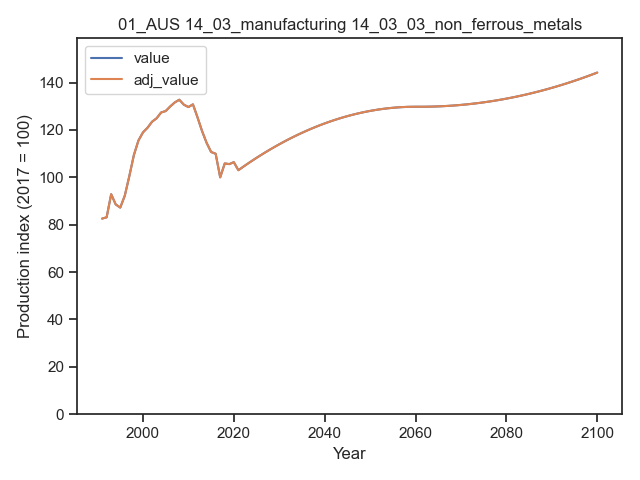 01_AUS 14_03_manufacturing 14_03_03_non_ferrous_metals
value
adj_value
Production index (2017 = 100)
140
120
100
80
60
40
20
0
2000 2020 2040 2060 2080 2100
Year